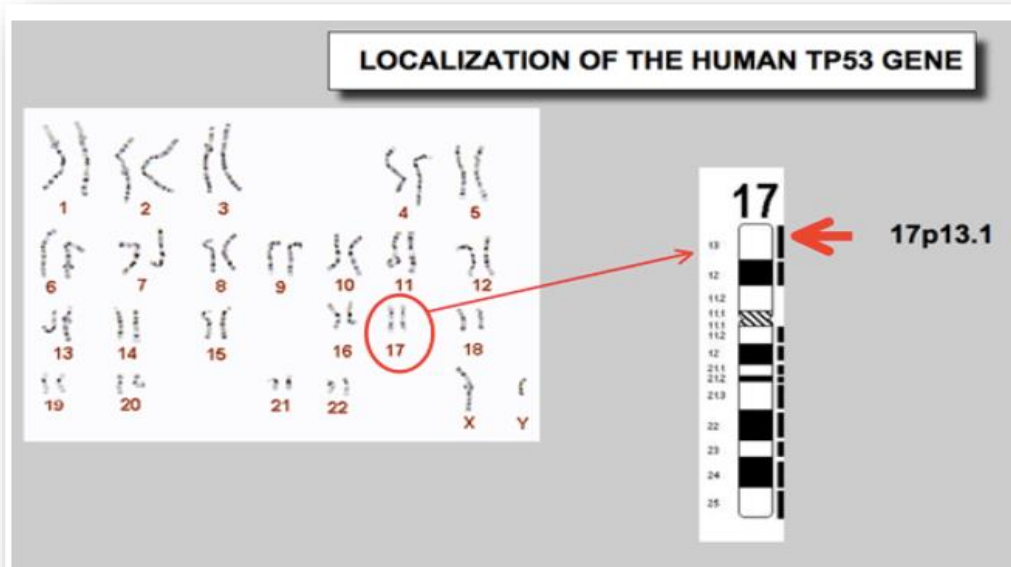 LOCALIZATION OF THE HUMAN TP53 GENE
1 2 3 4 5
6 7 8 9 10 11 12
13 14 15 16 17 18
19 20 21 22 X Y
17
17p13.1
13
12
11.2
11.1
11.1
11.2
12
21.1
21.2
21.3
22
23
24
25